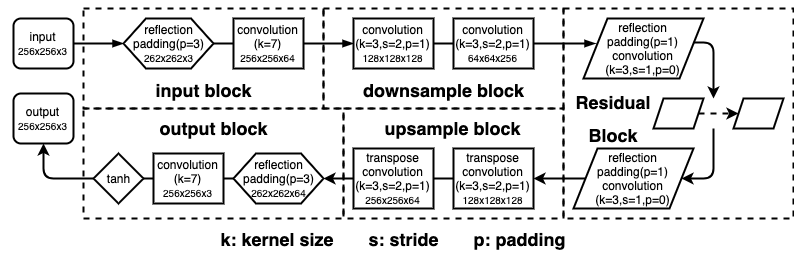 input
256x256x3
reflection
padding(p=3)
262x262x3
convolution
(k=7)
256x256x64
input block
convolution
(k=3,s=2,p=1)
128x128x128
convolution
(k=3,s=2,p=1)
64x64x256
downsample block
reflection
padding(p=1)
convolution
(k=3,s=1,p=0)
Residual
Block
reflection
padding(p=1)
convolution
(k=3,s=1,p=0)
upsample block
transpose
convolution
(k=3,s=2,p=1)
128x128x128
transpose
convolution
(k=3,s=2,p=1)
256x256x64
output block
reflection
padding(p=3)
262x262x64
convolution
(k=7)
256x256x3
tanh
output
256x256x3
k: kernel size s: stride p: padding